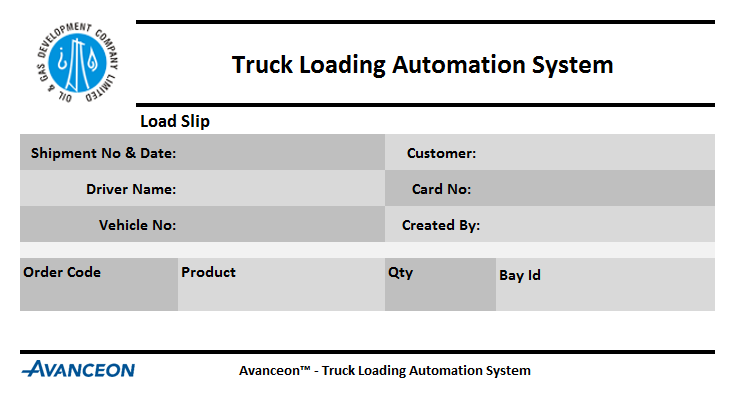 OIL & GAS DEVELOPMENT COMPANY LIMITED
Truck Loading Automation System
Load Slip
Shipment No & Date: Customer:
Driver Name: Card No:
Vehicle No: Created By:
Order Code Product Qty Bay Id
AVANCEON Avanceon™ - Truck Loading Automation System